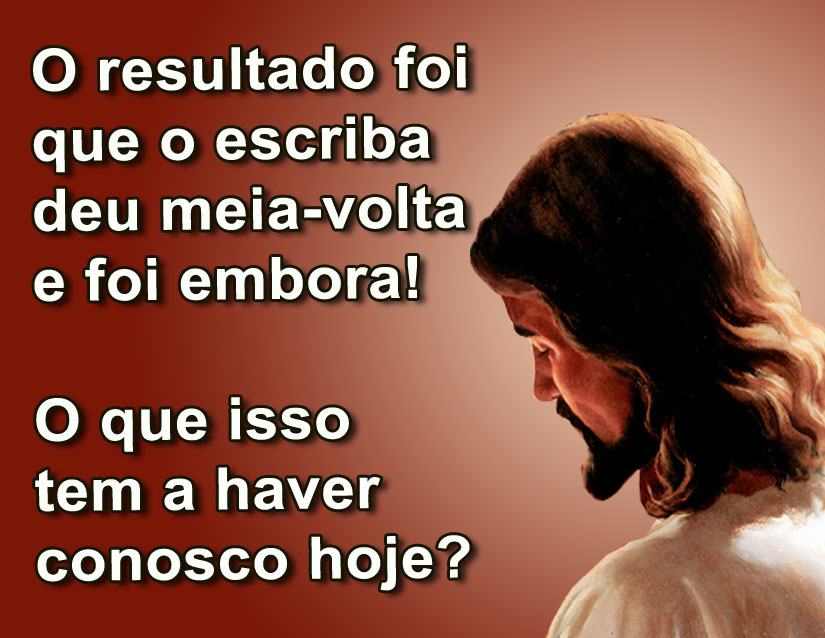 O resultado foi
que o escriba
deu meia-volta
e foi embora!
O que isso
tem a haver
conosco hoje?